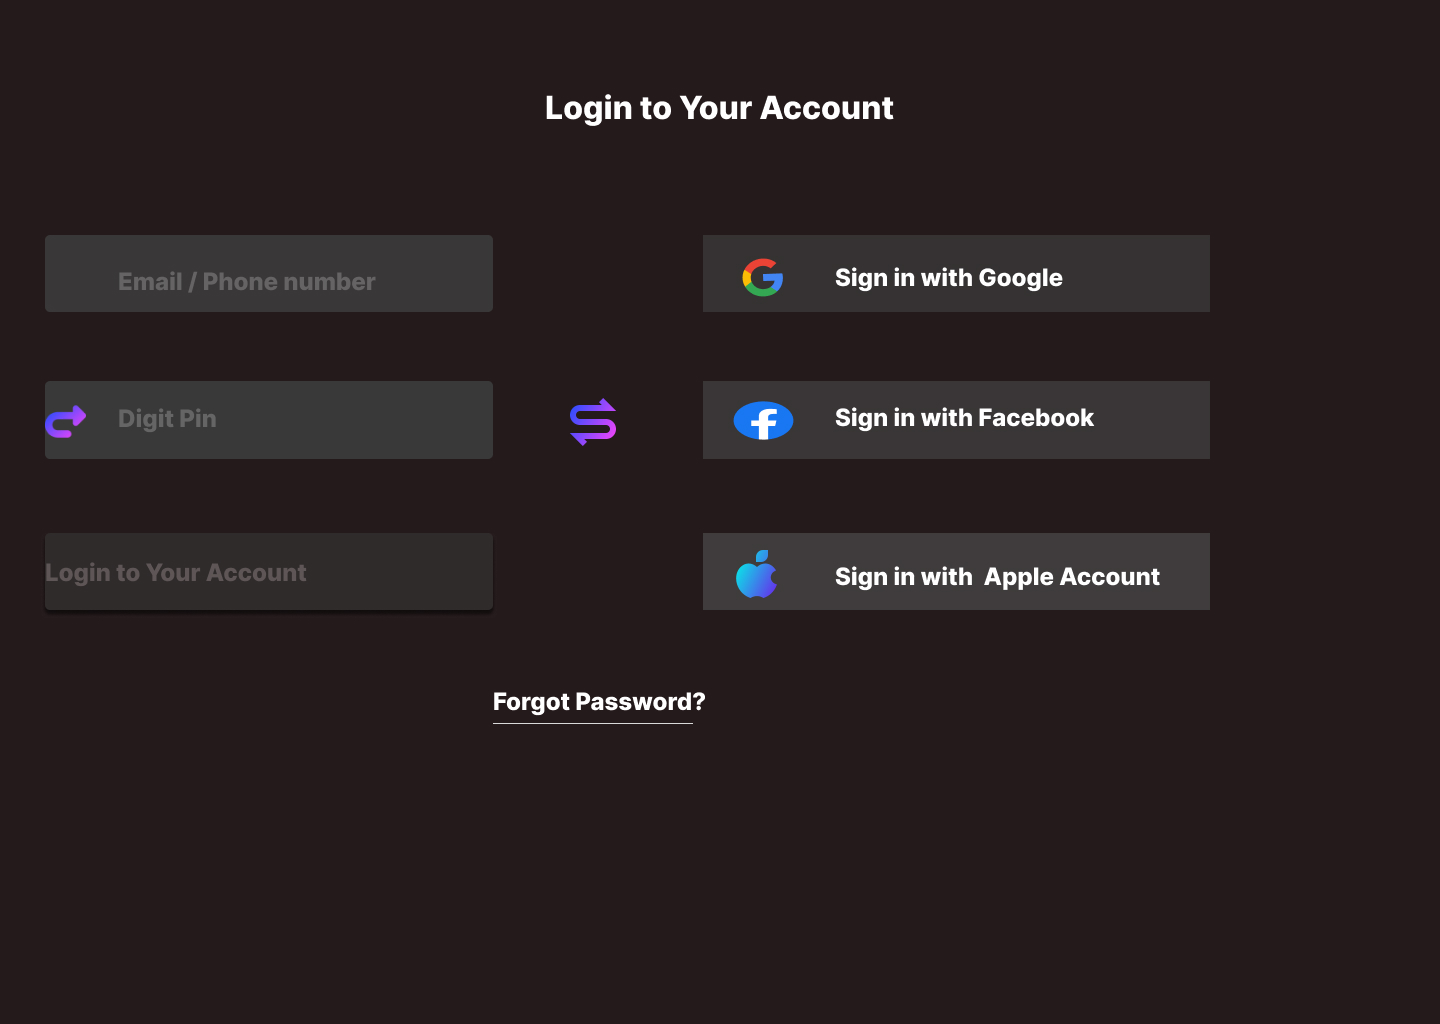 Login to Your Account
Email / Phone number
Sign in with Google
Digit Pin
Sign in with Facebook
Login to Your Account
Sign in with  Apple Account
Forgot Password?